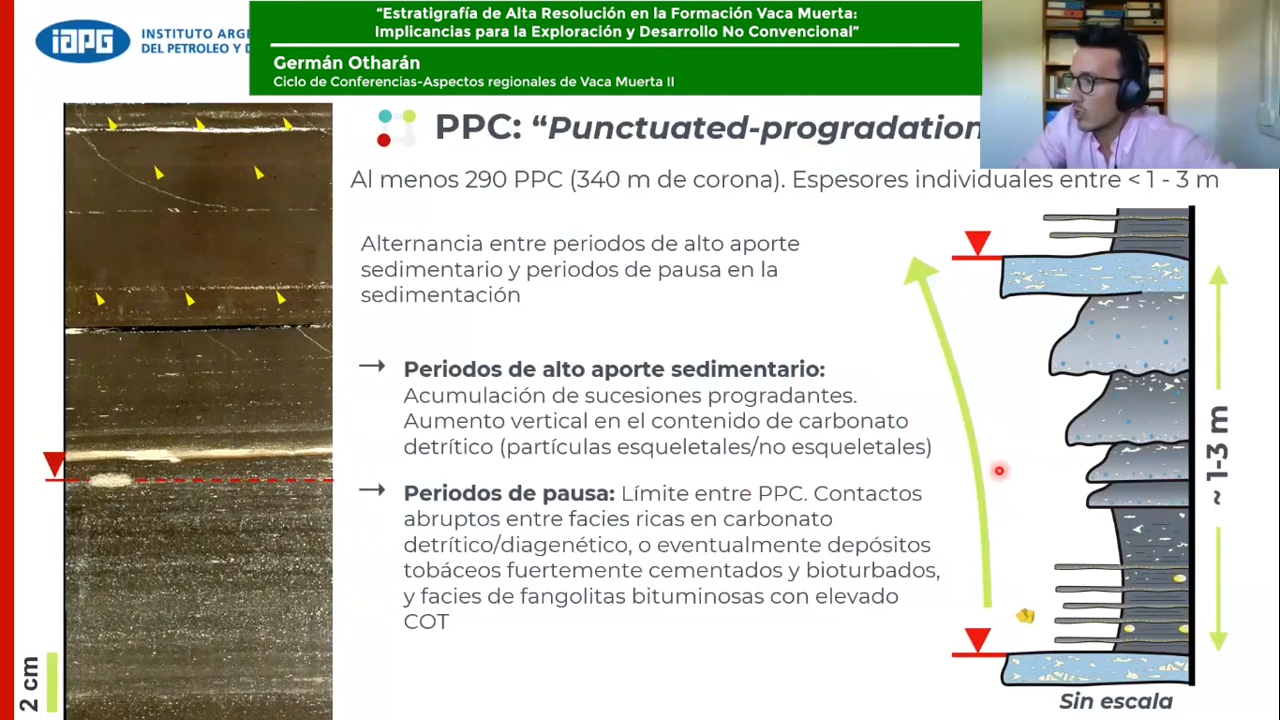 iAPG
INSTITUTO
DEL PETROLEO Y
“Estratigrafía de Alta Resolución en la Formación Vaca Muerta:
Implicancias para la Exploración y Desarrollo No Convencional”
Germán Otharán
Ciclo de Conferencias-Aspectos regionales de Vaca Muerta II
PPC: “Punctuated-progradation
Al menos 290 PPC (340 m de corona). Espesores individuales entre < 1 - 3 m
Alternancia entre periodos de alto aporte
sedimentario y periodos de pausa en la
sedimentación
→ Periodos de alto aporte sedimentario:
Acumulación de sucesiones progradantes.
Aumento vertical en el contenido de carbonato
detrítico (partículas esqueletales/no esqueletales)
→ Periodos de pausa: Límite entre PPC. Contactos
abruptos entre facies ricas en carbonato
detrítico/diagenético, o eventualmente depósitos
tobáceos fuertemente cementados y bioturbados,
y facies de fangolitas bituminosas con elevado
COT
~ 1-3 m
2 cm
Sin escala